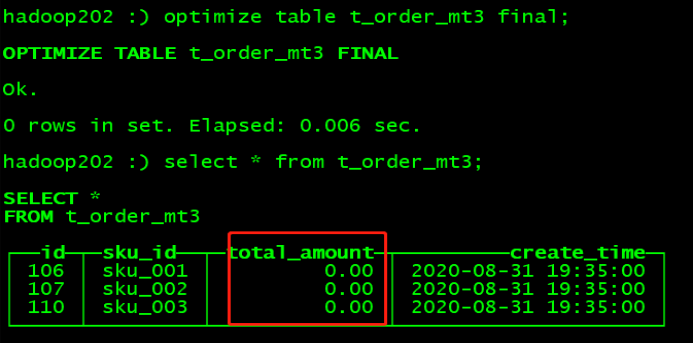 hadoop202 :) optimize table t_order_mt3 final;
OPTIMIZE TABLE t_order_mt3 FINAL
Ok.
0 rows in set. Elapsed: 0.006 sec.
hadoop202 :) select * from t_order_mt3;
SELECT *
FROM t_order_mt3
id sku_id total_amount create_time
106 sku_001 0.00 2020-08-31 19:35:00
107 sku_002 0.00 2020-08-31 19:35:00
110 sku_003 0.00 2020-08-31 19:35:00